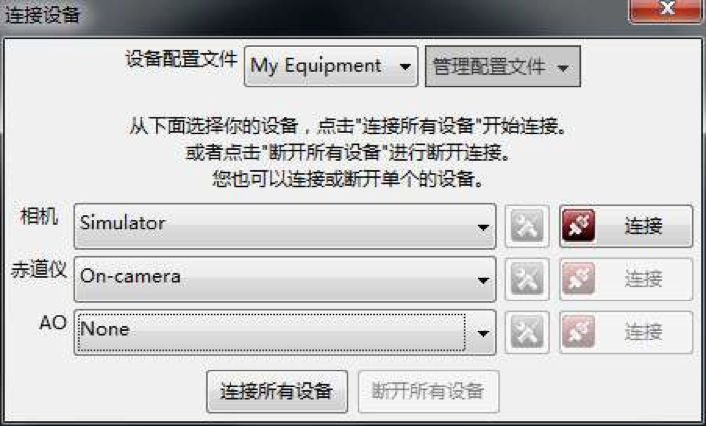 连接设备
设备配置文件 My Equipment 管理配置文件
从下面选择你的设备，点击"连接所有设备"开始连接。
或者点击"断开所有设备"进行断开连接。
您也可以连接或断开单个的设备。
相机 Simulator 连接
赤道仪 On-camera 连接
AO None 连接
连接所有设备 断开所有设备